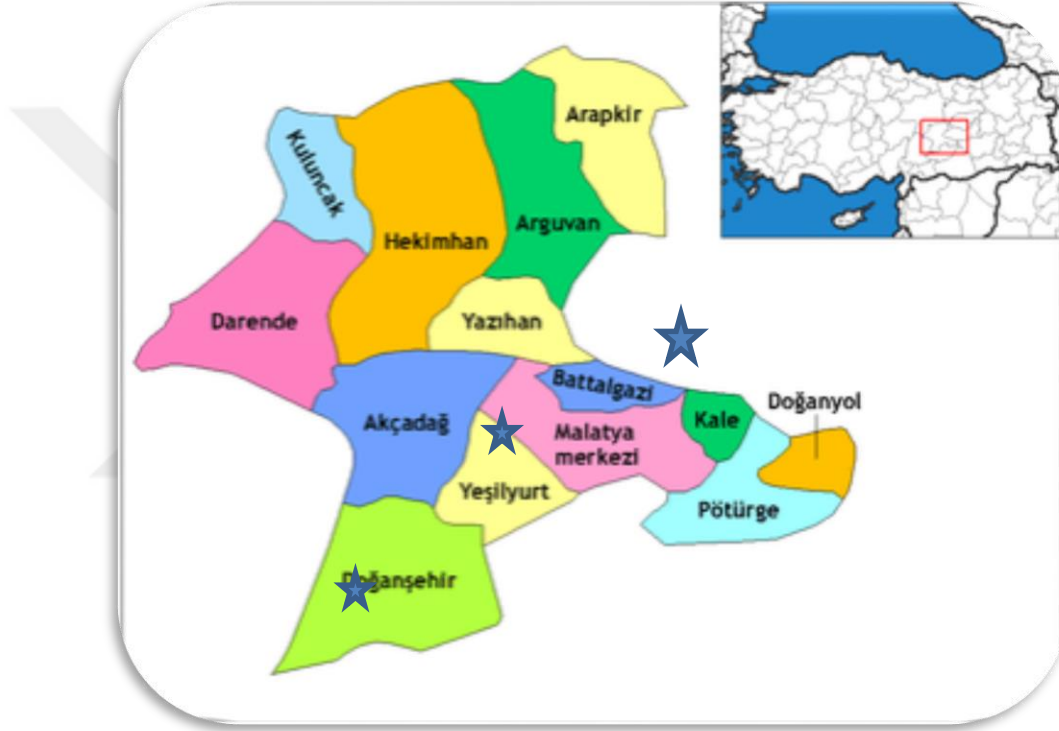 Arapkir
Kuluncak
Arguvan
Hekimhan
Darende
Yazıhan
Battalgazi
Doğanyol
Akçadağ
Kale
Malatya
merkezi
Yeşilyurt
Pötürge
Doğanşehir